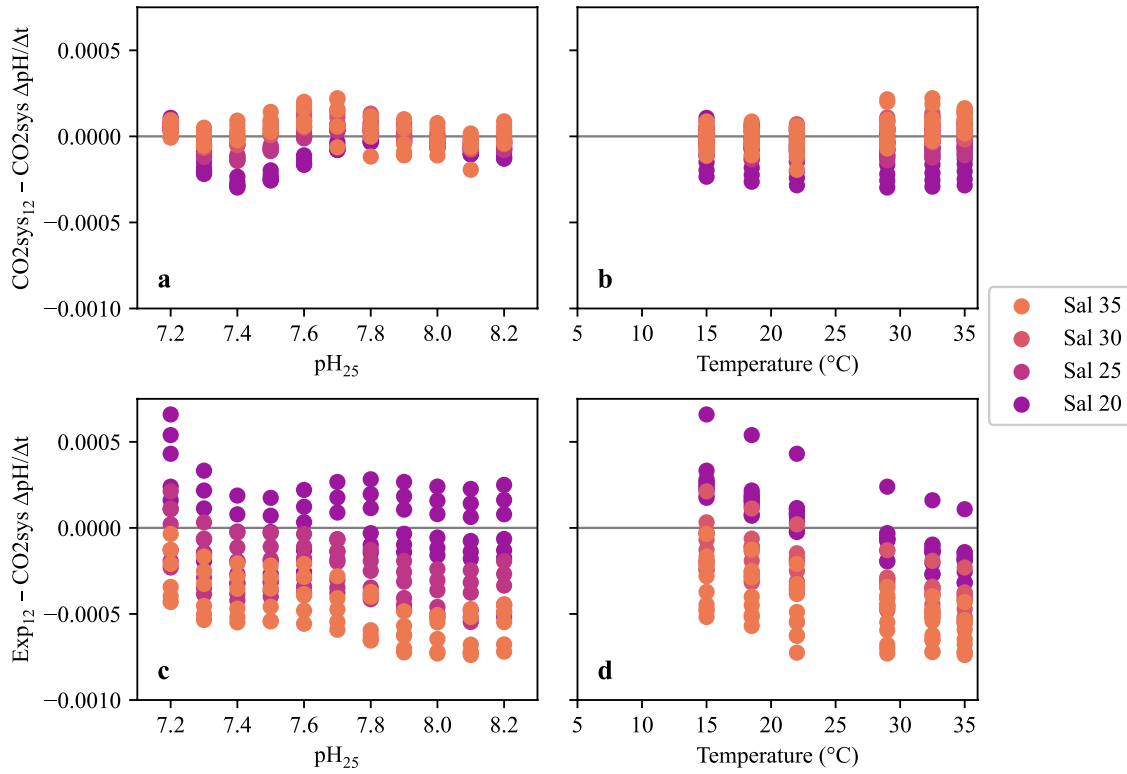 CO2sys₁₂ − CO2sys ΔpH/Δt
0.0005
0.0000
−0.0005
−0.0010
a
7.2 7.4 7.6 7.8 8.0 8.2
pH₂₅
b
5 10 15 20 25 30 35
Temperature (°C)
Sal 35
Sal 30
Sal 25
Sal 20
Exp₁₂ − CO2sys ΔpH/Δt
0.0005
0.0000
−0.0005
−0.0010
c
7.2 7.4 7.6 7.8 8.0 8.2
pH₂₅
d
5 10 15 20 25 30 35
Temperature (°C)